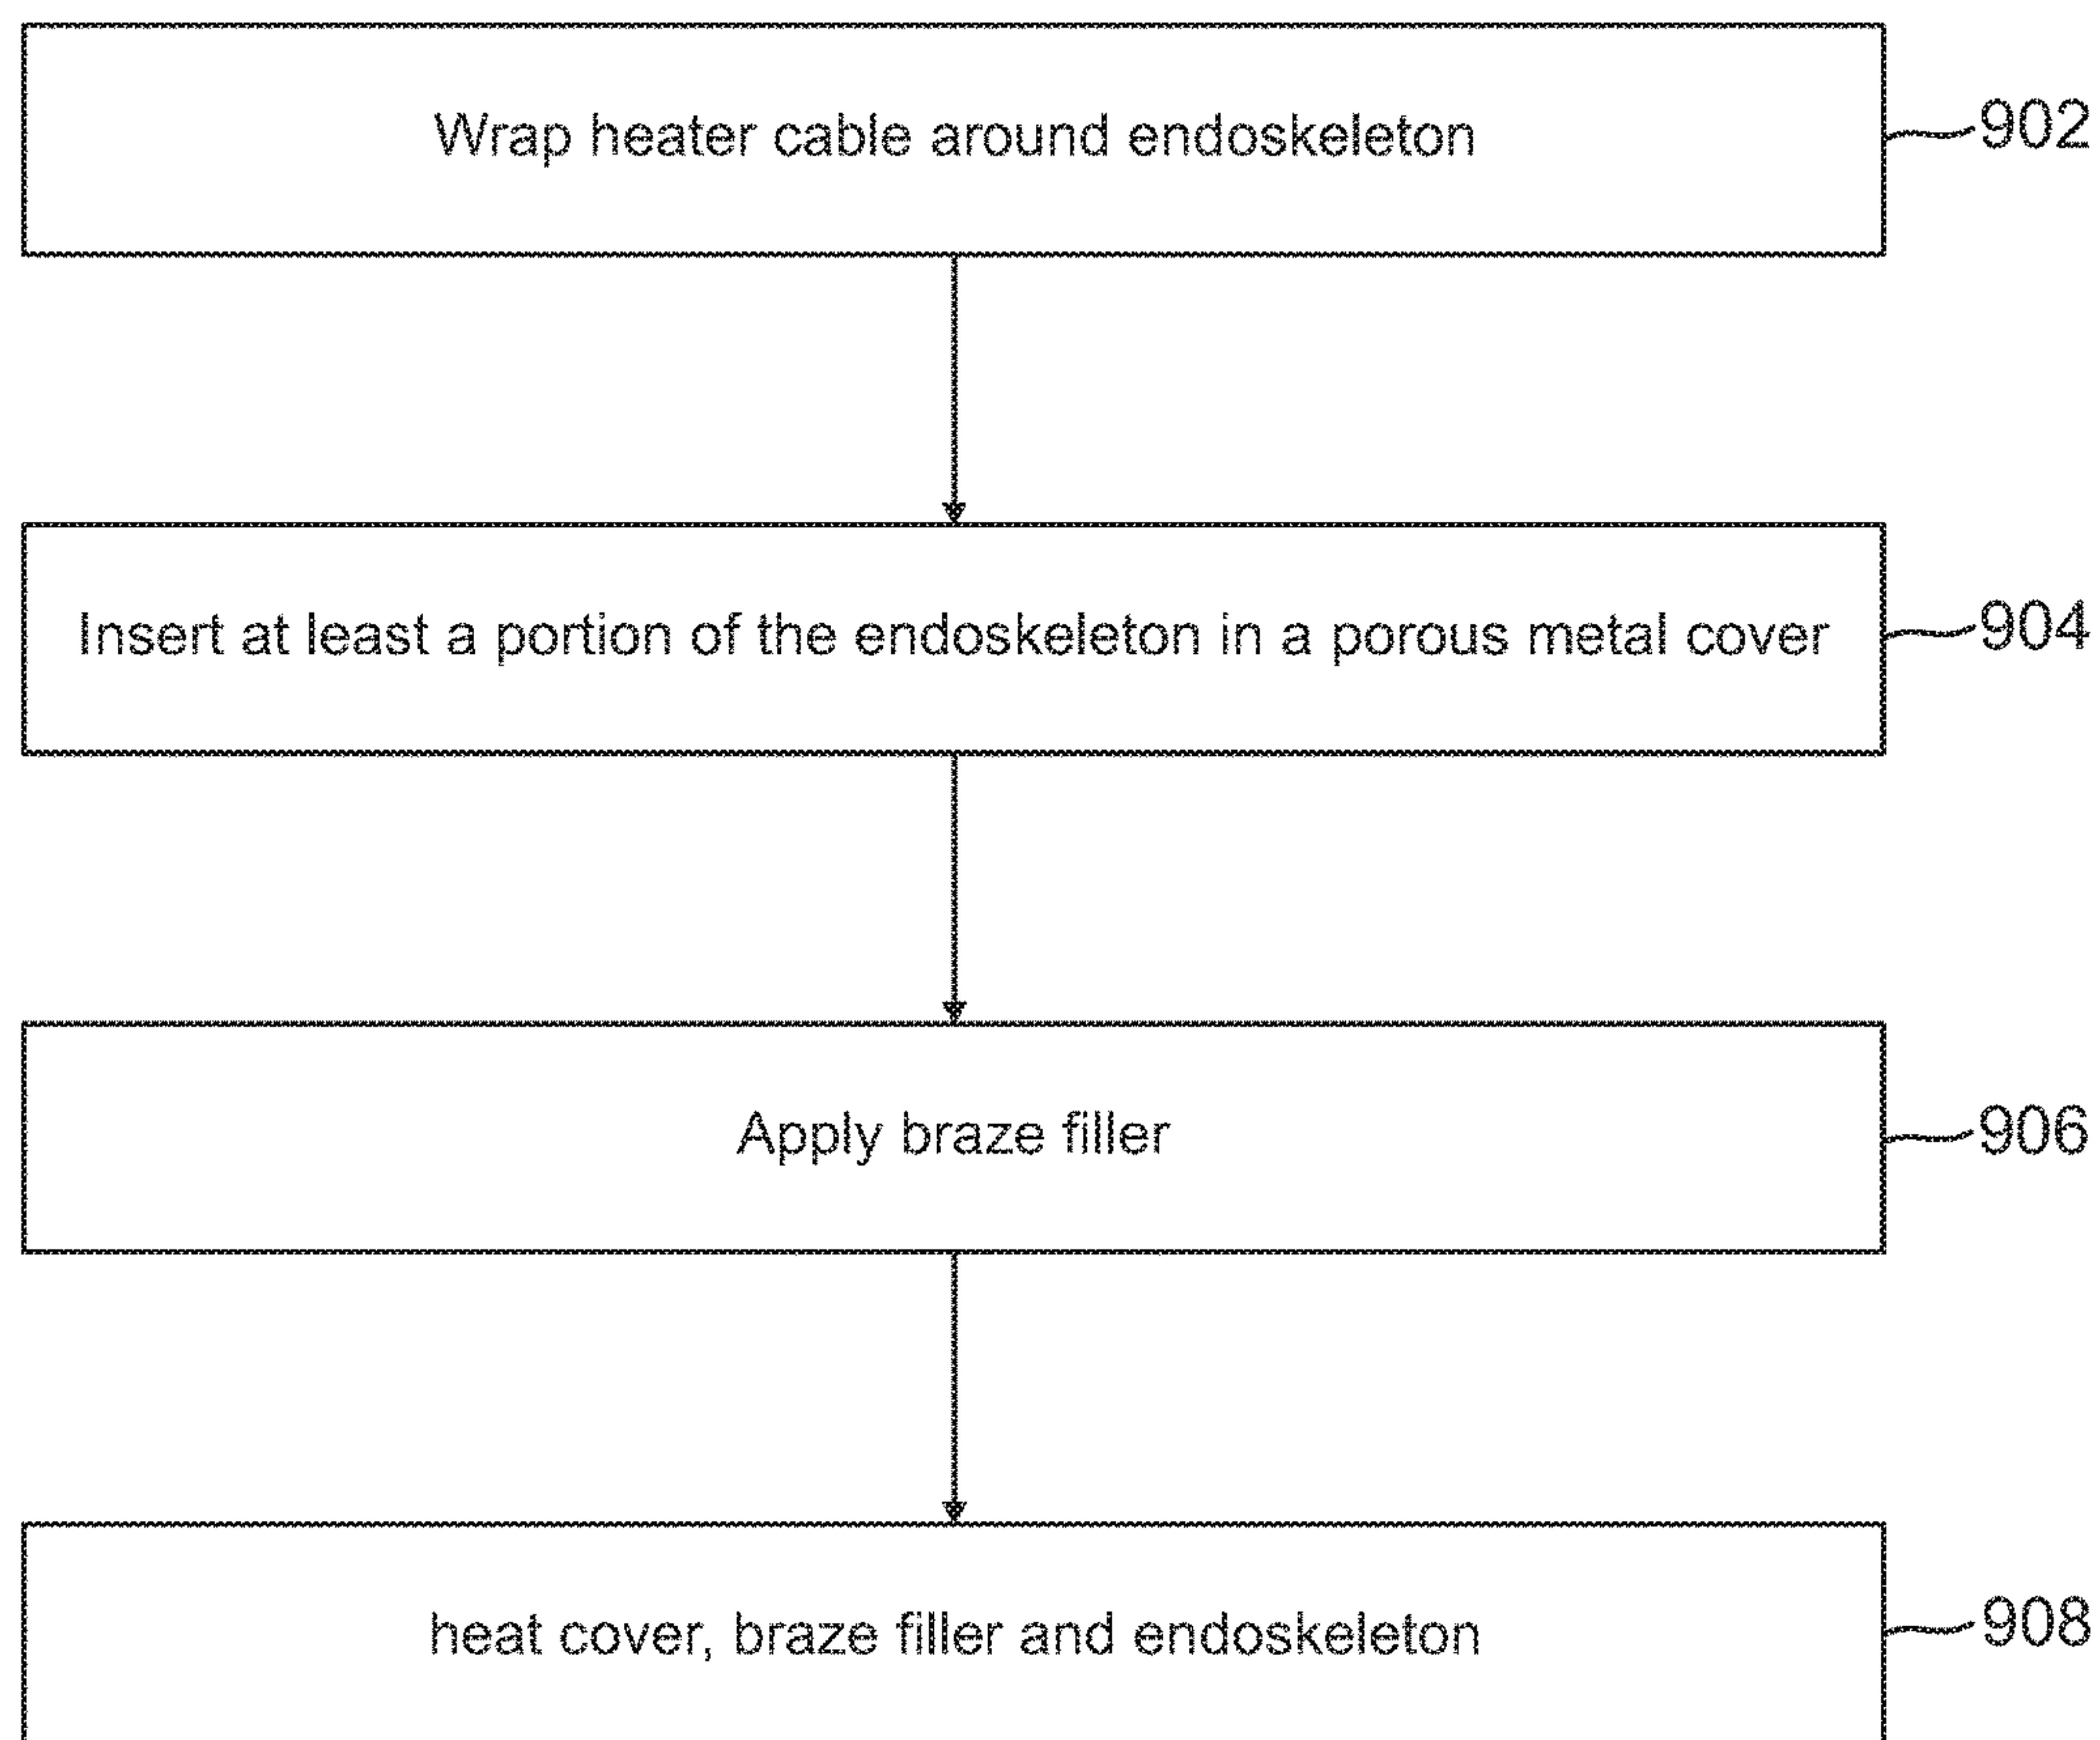 Wrap heater cable around endoskeleton
902
Insert at least a portion of the endoskeleton in a porous metal cover
904
Apply braze filler
906
heat cover, braze filler and endoskeleton
908